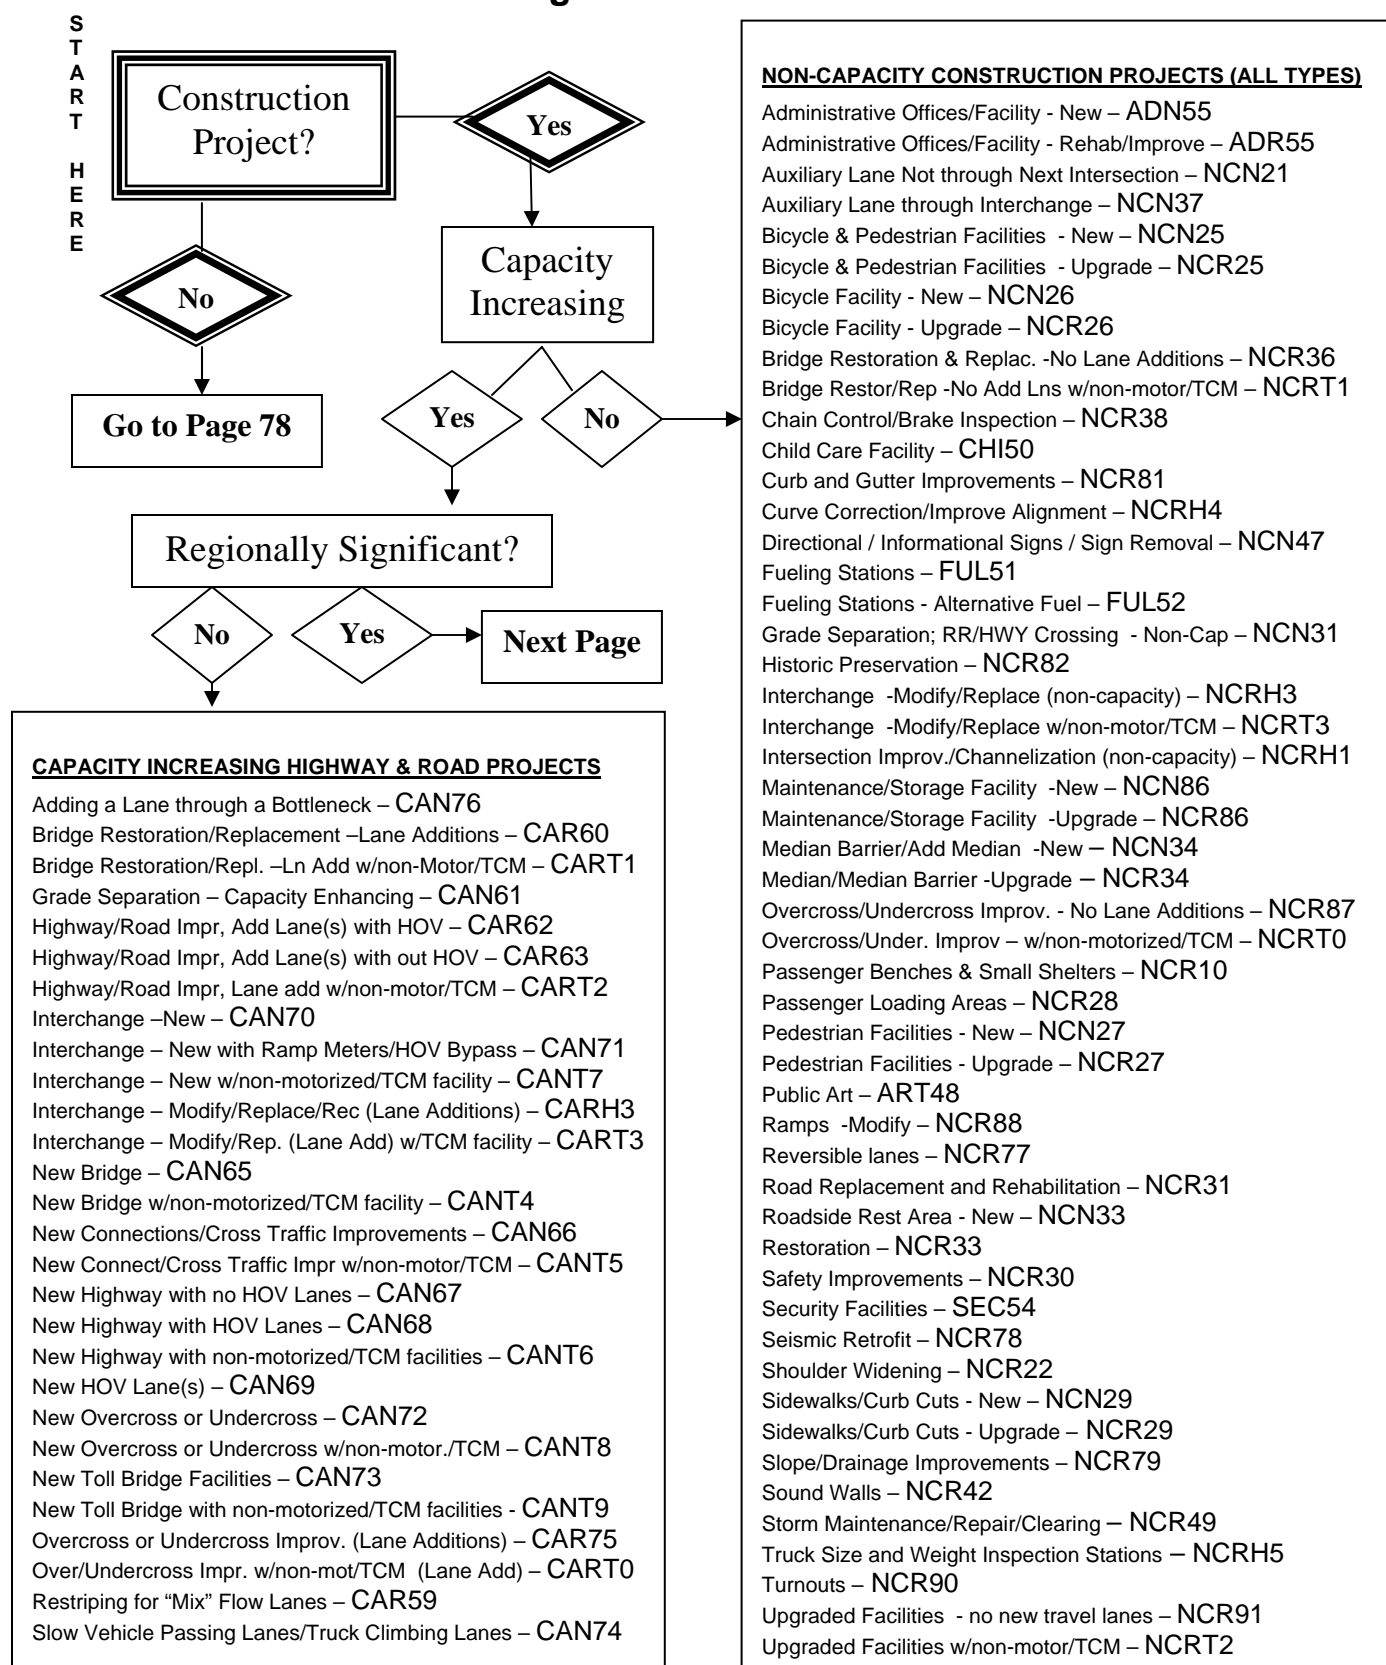 START HERE
Construction
Project?
Yes
No
Go to Page 78
Capacity
Increasing
Yes
No
Regionally Significant?
No
Yes
Next Page
CAPACITY INCREASING HIGHWAY & ROAD PROJECTS
Adding a Lane through a Bottleneck – CAN76
Bridge Restoration/Replacement –Lane Additions – CAR60
Bridge Restoration/Repl. –Ln Add w/non-Motor/TCM – CART1
Grade Separation – Capacity Enhancing – CAN61
Highway/Road Impr, Add Lane(s) with HOV – CAR62
Highway/Road Impr, Add Lane(s) with out HOV – CAR63
Highway/Road Impr, Lane add w/non-motor/TCM – CART2
Interchange –New – CAN70
Interchange – New with Ramp Meters/HOV Bypass – CAN71
Interchange – New w/non-motorized/TCM facility – CANT7
Interchange – Modify/Replace/Rec (Lane Additions) – CARH3
Interchange – Modify/Rep. (Lane Add) w/TCM facility – CART3
New Bridge – CAN65
New Bridge w/non-motorized/TCM facility – CANT4
New Connections/Cross Traffic Improvements – CAN66
New Connect/Cross Traffic Impr w/non-motor/TCM – CANT5
New Highway with no HOV Lanes – CAN67
New Highway with HOV Lanes – CAN68
New Highway with non-motorized/TCM facilities – CANT6
New HOV Lane(s) – CAN69
New Overcross or Undercross – CAN72
New Overcross or Undercross w/non-motor./TCM – CANT8
New Toll Bridge Facilities – CAN73
New Toll Bridge with non-motorized/TCM facilities - CANT9
Overcross or Undercross Improv. (Lane Additions) – CAR75
Over/Undercross Impr. w/non-mot/TCM (Lane Add) – CART0
Restriping for “Mix” Flow Lanes – CAR59
Slow Vehicle Passing Lanes/Truck Climbing Lanes – CAN74
NON-CAPACITY CONSTRUCTION PROJECTS (ALL TYPES)
Administrative Offices/Facility - New – ADN55
Administrative Offices/Facility - Rehab/Improve – ADR55
Auxiliary Lane Not through Next Intersection – NCN21
Auxiliary Lane through Interchange – NCN37
Bicycle & Pedestrian Facilities - New – NCN25
Bicycle & Pedestrian Facilities - Upgrade – NCR25
Bicycle Facility - New – NCN26
Bicycle Facility - Upgrade – NCR26
Bridge Restoration & Replac. -No Lane Additions – NCR36
Bridge Restor/Rep -No Add Lns w/non-motor/TCM – NCRT1
Chain Control/Brake Inspection – NCR38
Child Care Facility – CHI50
Curb and Gutter Improvements – NCR81
Curve Correction/Improve Alignment – NCRH4
Directional / Informational Signs / Sign Removal – NCN47
Fueling Stations – FUL51
Fueling Stations - Alternative Fuel – FUL52
Grade Separation; RR/HWY Crossing - Non-Cap – NCN31
Historic Preservation – NCR82
Interchange -Modify/Replace (non-capacity) – NCRH3
Interchange -Modify/Replace w/non-motor/TCM – NCRT3
Intersection Improv./Channelization (non-capacity) – NCRH1
Maintenance/Storage Facility -New – NCN86
Maintenance/Storage Facility -Upgrade – NCR86
Median Barrier/Add Median -New – NCN34
Median/Median Barrier -Upgrade – NCR34
Overcross/Undercross Improv. - No Lane Additions – NCR87
Overcross/Under. Improv – w/non-motorized/TCM – NCRT0
Passenger Benches & Small Shelters – NCR10
Passenger Loading Areas – NCR28
Pedestrian Facilities - New – NCN27
Pedestrian Facilities - Upgrade – NCR27
Public Art – ART48
Ramps -Modify – NCR88
Reversible lanes – NCR77
Road Replacement and Rehabilitation – NCR31
Roadside Rest Area - New – NCN33
Restoration – NCR33
Safety Improvements – NCR30
Security Facilities – SEC54
Seismic Retrofit – NCR78
Shoulder Widening – NCR22
Sidewalks/Curb Cuts - New – NCN29
Sidewalks/Curb Cuts - Upgrade – NCR29
Slope/Drainage Improvements – NCR79
Sound Walls – NCR42
Storm Maintenance/Repair/Clearing – NCR49
Truck Size and Weight Inspection Stations – NCRH5
Turnouts – NCR90
Upgraded Facilities - no new travel lanes – NCR91
Upgraded Facilities w/non-motor/TCM – NCRT2